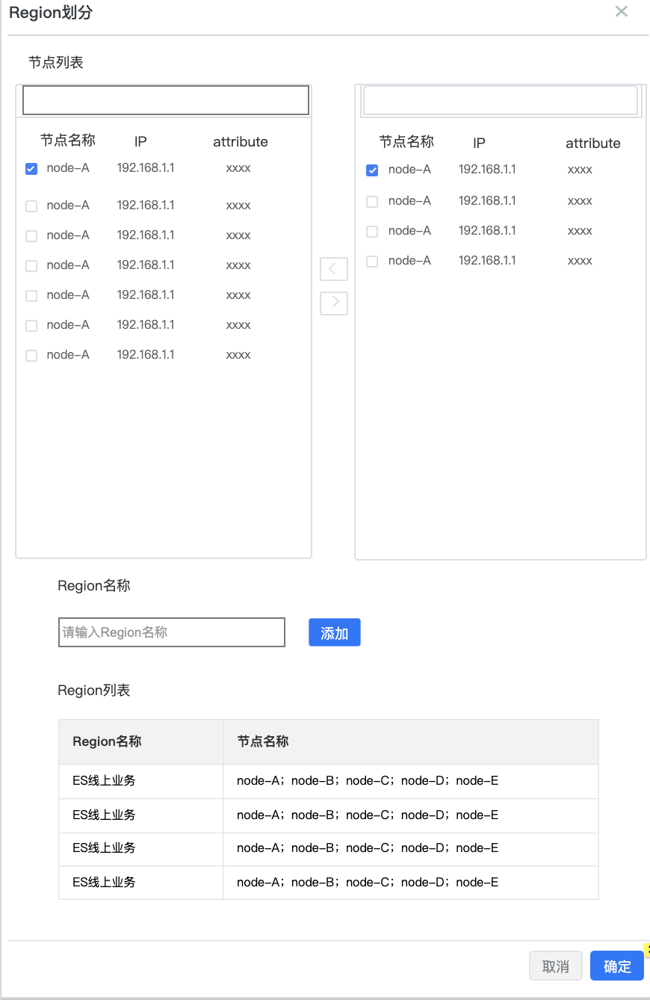 Region划分
节点列表
节点名称 IP attribute
node-A 192.168.1.1 xxxx
node-A 192.168.1.1 xxxx
node-A 192.168.1.1 xxxx
node-A 192.168.1.1 xxxx
node-A 192.168.1.1 xxxx
node-A 192.168.1.1 xxxx
node-A 192.168.1.1 xxxx
节点名称 IP attribute
node-A 192.168.1.1 xxxx
node-A 192.168.1.1 xxxx
node-A 192.168.1.1 xxxx
node-A 192.168.1.1 xxxx
Region名称
请输入Region名称 添加
Region列表
Region名称 节点名称
ES线上业务 node-A；node-B；node-C；node-D；node-E
ES线上业务 node-A；node-B；node-C；node-D；node-E
ES线上业务 node-A；node-B；node-C；node-D；node-E
ES线上业务 node-A；node-B；node-C；node-D；node-E
取消 确定